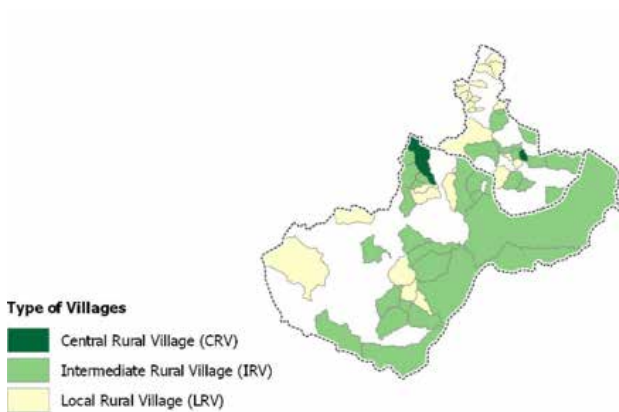 Type of Villages
Central Rural Village (CRV)
Intermediate Rural Village (IRV)
Local Rural Village (LRV)